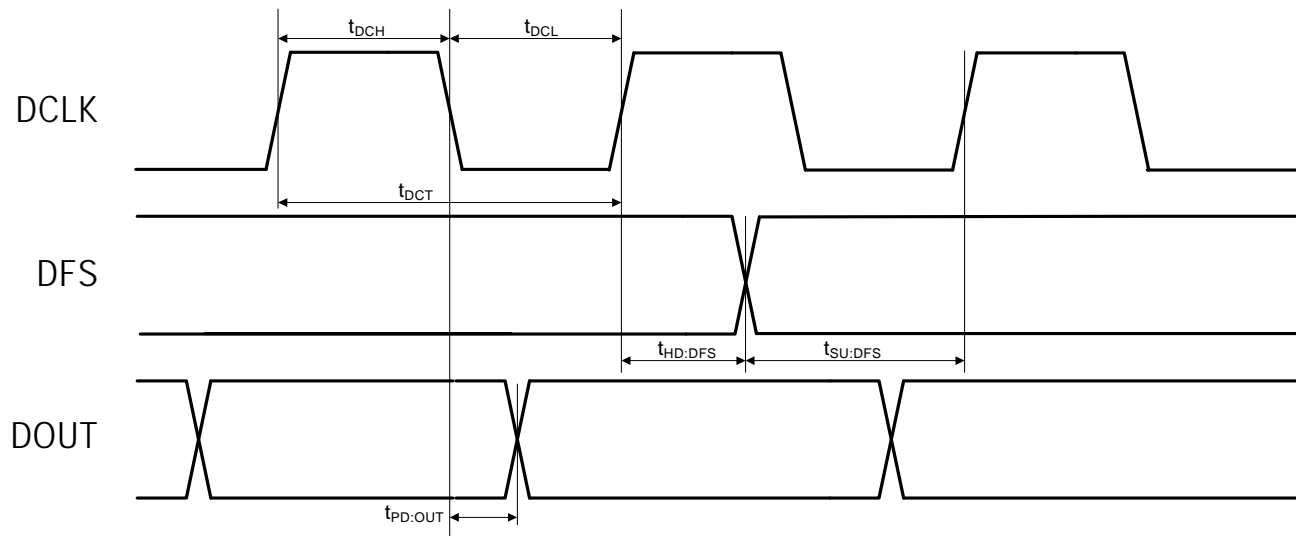 tDCH
tDCL
DCLK
tDCT
DFS
tHD:DFS
tSU:DFS
DOUT
tPD:OUT